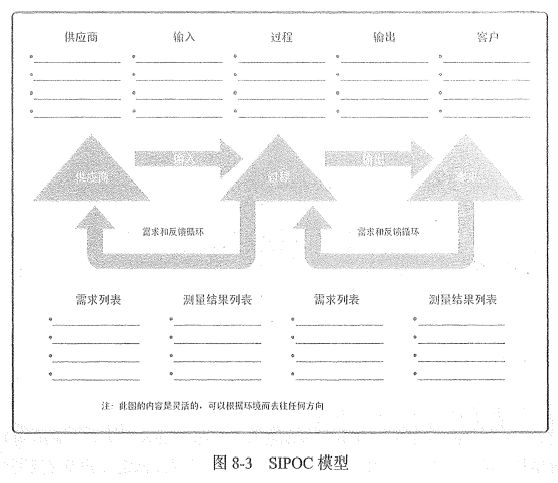 供应商 输入 过程 输出 客户
供应商 输入 过程 输出 客户
需求和反馈循环 需求和反馈循环
需求列表 测量结果列表 需求列表 测量结果列表
注：此图的内容是灵活的，可以根据环境而去往任何方向
图 8-3 SIPOC 模型